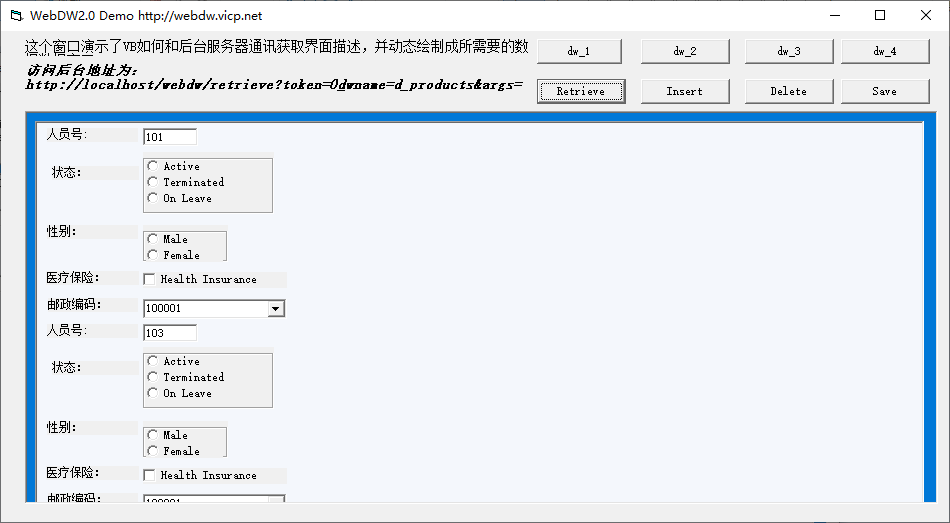 WebDW2.0 Demo http://webdw.vicp.net
这个窗口演示了VB如何和后台服务器通讯获取界面描述，并动态绘制成所需要的数
访问后台地址为：
http://localhost/webdw/retrieve?token=0dwname=d_products&args=
dw_1 dw_2 dw_3 dw_4
Retrieve Insert Delete Save
人员号: 101
状态: Active
Terminated
On Leave
性别: Male
Female
医疗保险: Health Insurance
邮政编码: 100001
人员号: 103
状态: Active
Terminated
On Leave
性别: Male
Female
医疗保险: Health Insurance
邮政编码: 100001